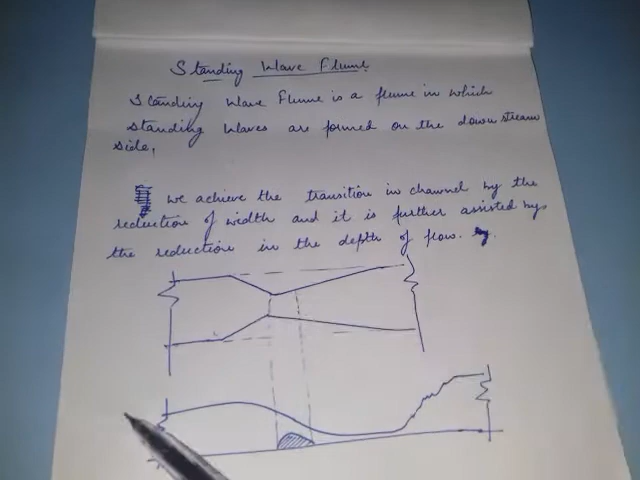 Standing Wave Flume
Standing Wave Flume is a flume in which
standing waves are formed on the down stream
side,
we achieve the transition in channel by the
reduction of width and it is further assisted by
the reduction in the depth of flow.